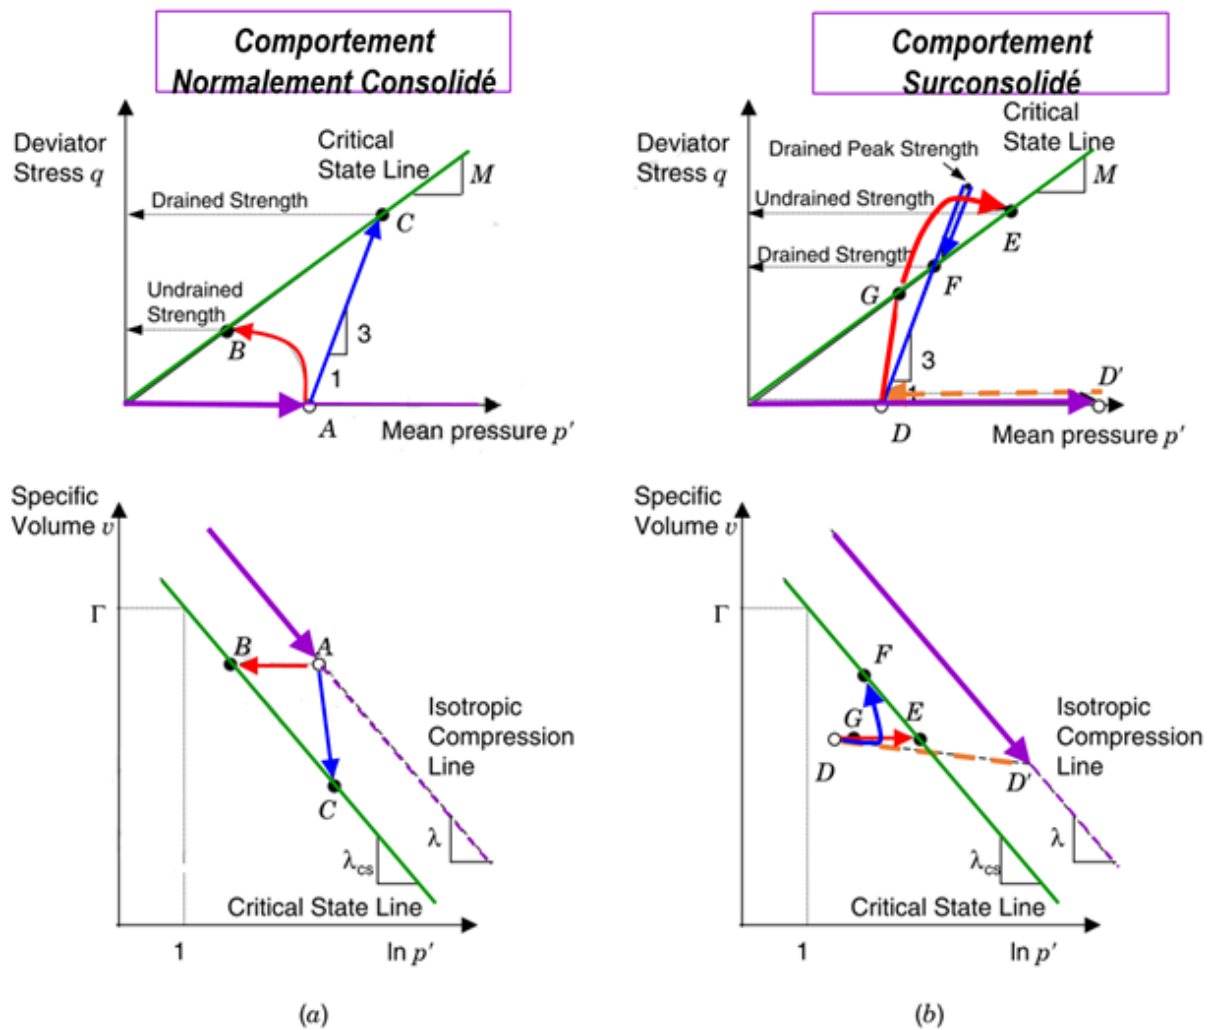 Comportement
Normalement Consolidé
Deviator
Stress q
Critical
State Line
M
Drained Strength
C
Undrained
Strength
B
3
1
A
Mean pressure p'
Specific
Volume v
Γ
B
A
Isotropic
Compression
Line
C
λ
λcs
Critical State Line
1
ln p'
(a)
Comportement
Surconsolidé
Deviator
Stress q
Critical
State Line
Drained Peak Strength
M
Undrained Strength
E
Drained Strength
F
G
3
1
D'
D
Mean pressure p'
Specific
Volume v
Γ
F
G
E
Isotropic
Compression
Line
D
D'
λ
λcs
Critical State Line
1
ln p'
(b)